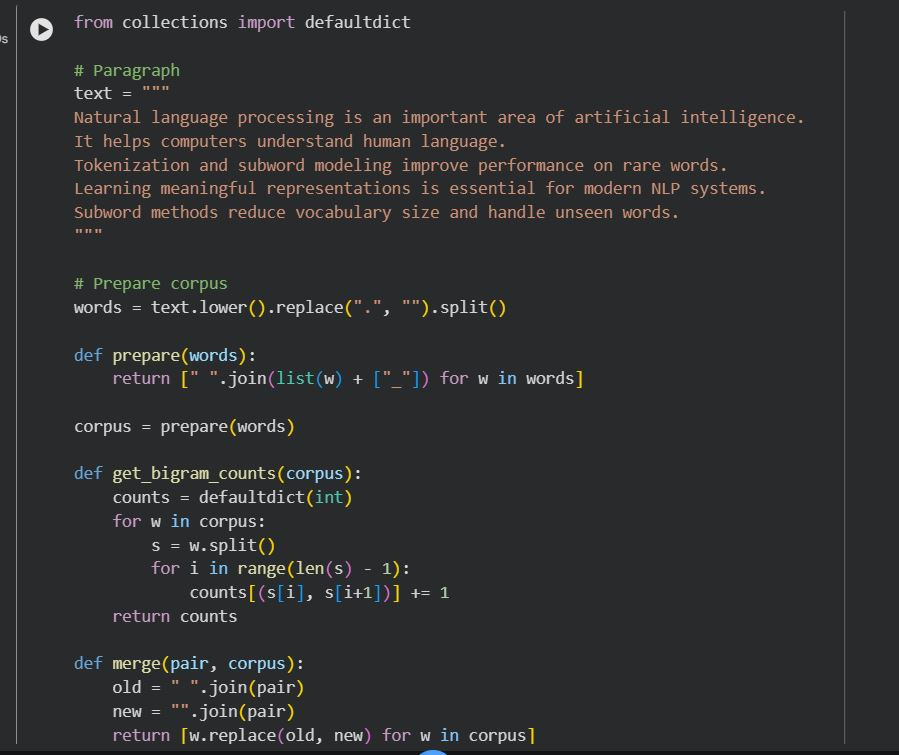 from collections import defaultdict
# Paragraph
text = """
Natural language processing is an important area of artificial intelligence.
It helps computers understand human language.
Tokenization and subword modeling improve performance on rare words.
Learning meaningful representations is essential for modern NLP systems.
Subword methods reduce vocabulary size and handle unseen words.
"""
# Prepare corpus
words = text.lower().replace(".", "").split()
def prepare(words):
    return [" ".join(list(w) + ["_"]) for w in words]
corpus = prepare(words)
def get_bigram_counts(corpus):
    counts = defaultdict(int)
    for w in corpus:
        s = w.split()
        for i in range(len(s) - 1):
            counts[(s[i], s[i+1])] += 1
    return counts
def merge(pair, corpus):
    old = " ".join(pair)
    new = "".join(pair)
    return [w.replace(old, new) for w in corpus]